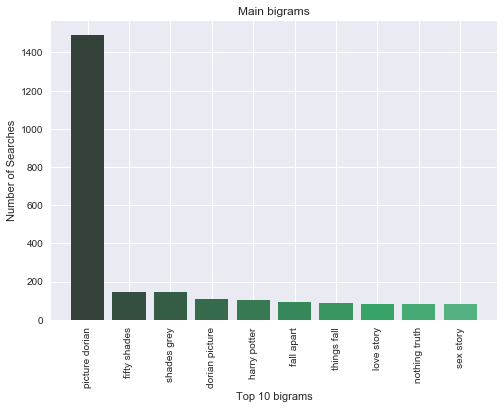 Main bigrams
Number of Searches
1400
1200
1000
800
600
400
200
0
picture dorian
fifty shades
shades grey
dorian picture
harry potter
fall apart
things fall
love story
nothing truth
sex story
Top 10 bigrams